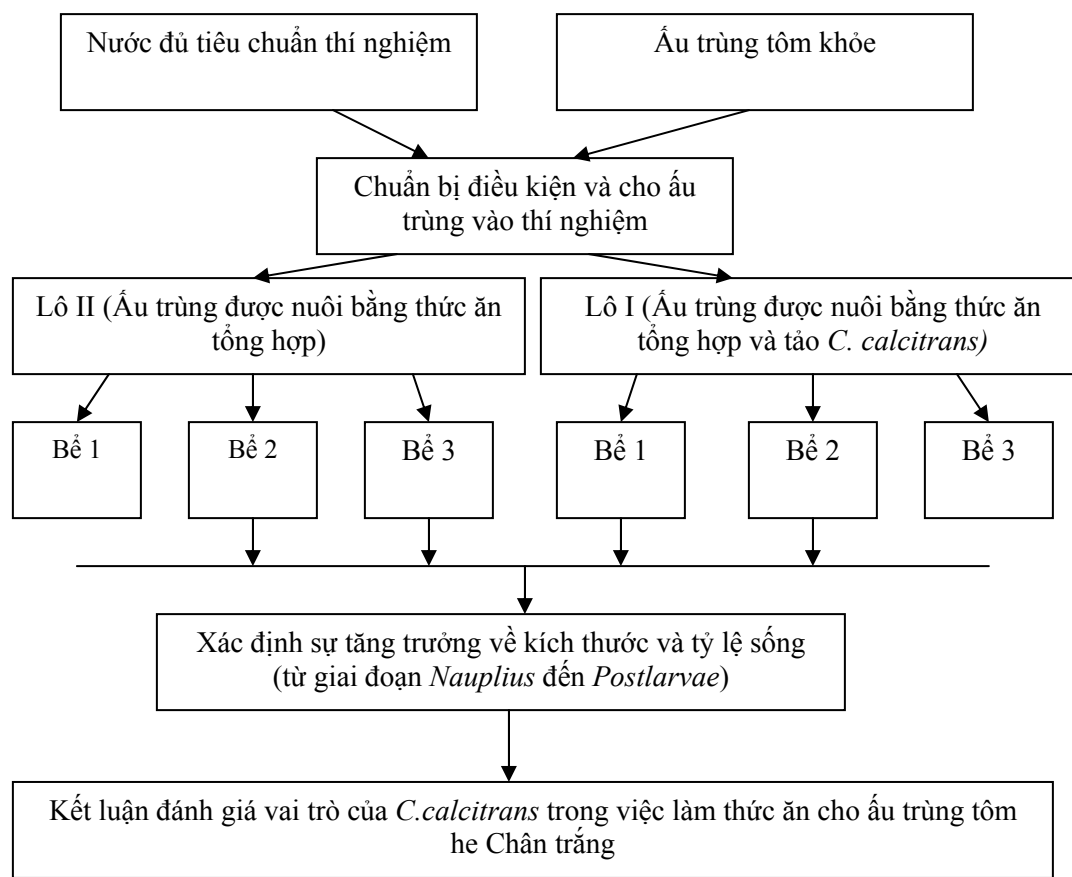 Nước đủ tiêu chuẩn thí nghiệm
Ấu trùng tôm khỏe
Chuẩn bị điều kiện và cho ấu
trùng vào thí nghiệm
Lô II (Ấu trùng được nuôi bằng thức ăn
tổng hợp)
Lô I (Ấu trùng được nuôi bằng thức ăn
tổng hợp và tảo C. calcitrans)
Bể 1
Bể 2
Bể 3
Bể 1
Bể 2
Bể 3
Xác định sự tăng trưởng về kích thước và tỷ lệ sống
(từ giai đoạn Nauplius đến Postlarvae)
Kết luận đánh giá vai trò của C.calcitrans trong việc làm thức ăn cho ấu trùng tôm
he Chân trắng